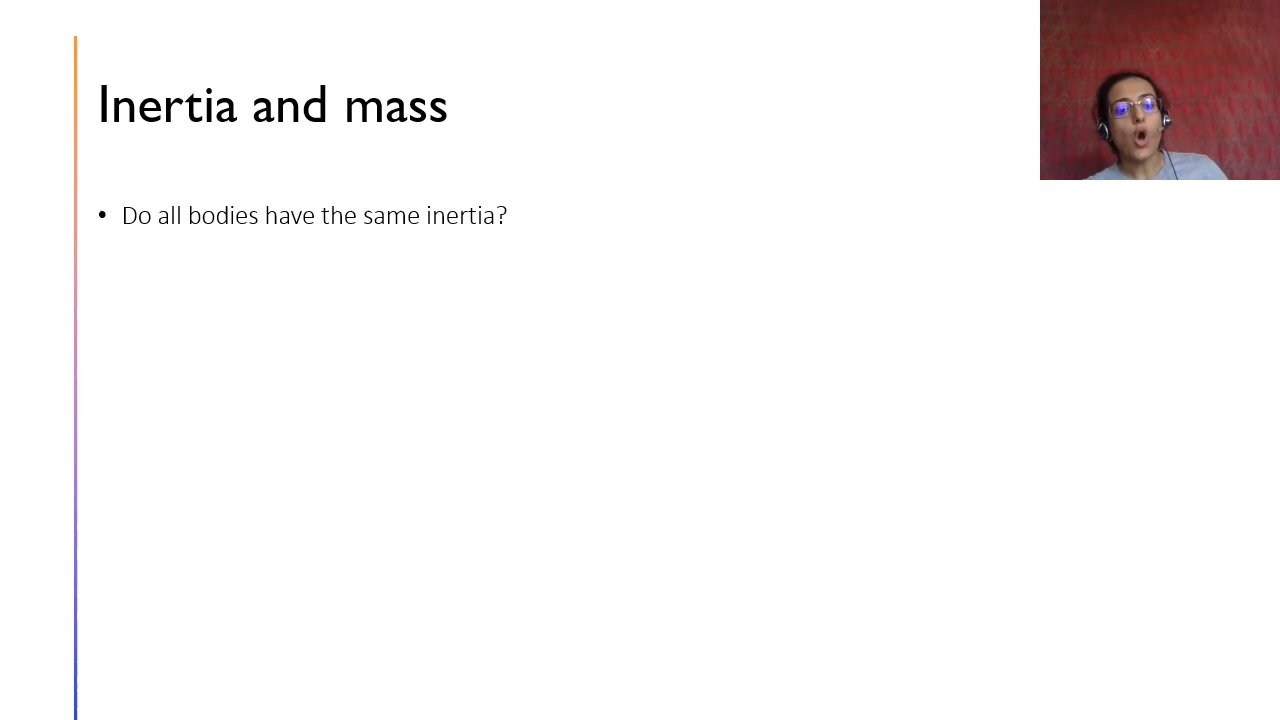 Inertia and mass
• Do all bodies have the same inertia?